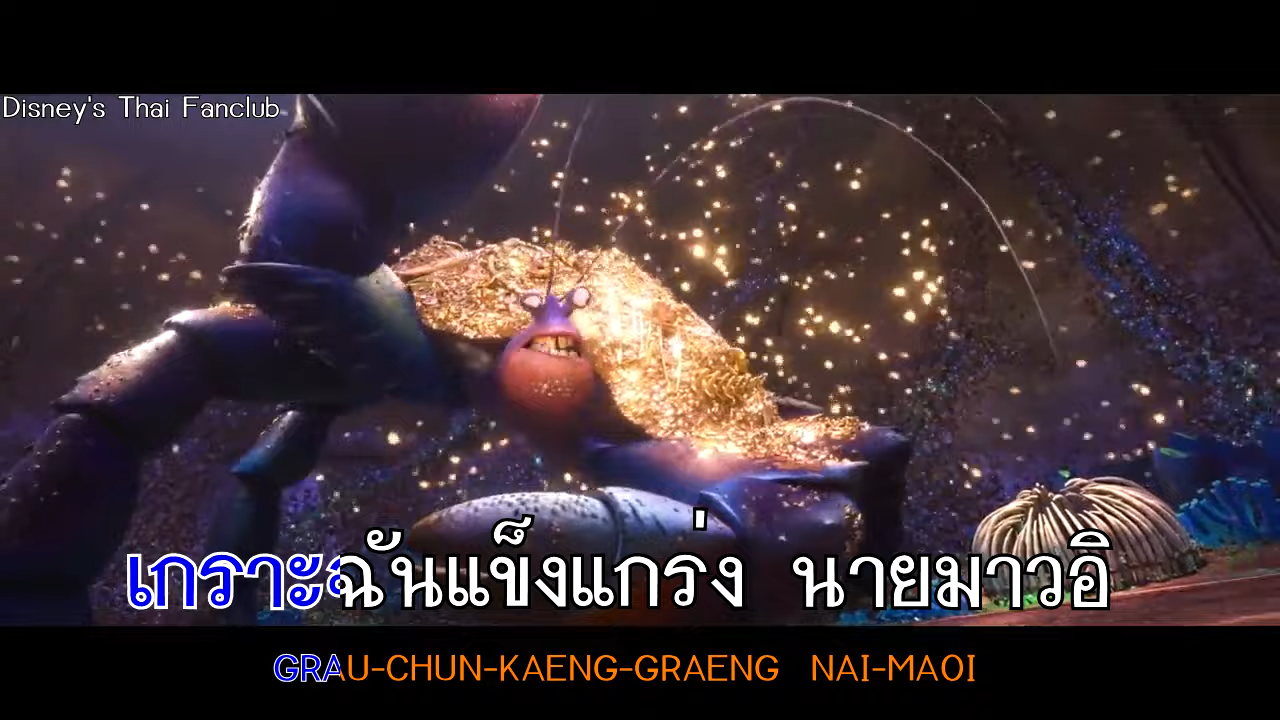 Disney's Thai Fanclub
เกราะฉันแข็งแกร่ง นายมาวอิ
GRAU-CHUN-KAENG-GRAENG NAI-MAOI